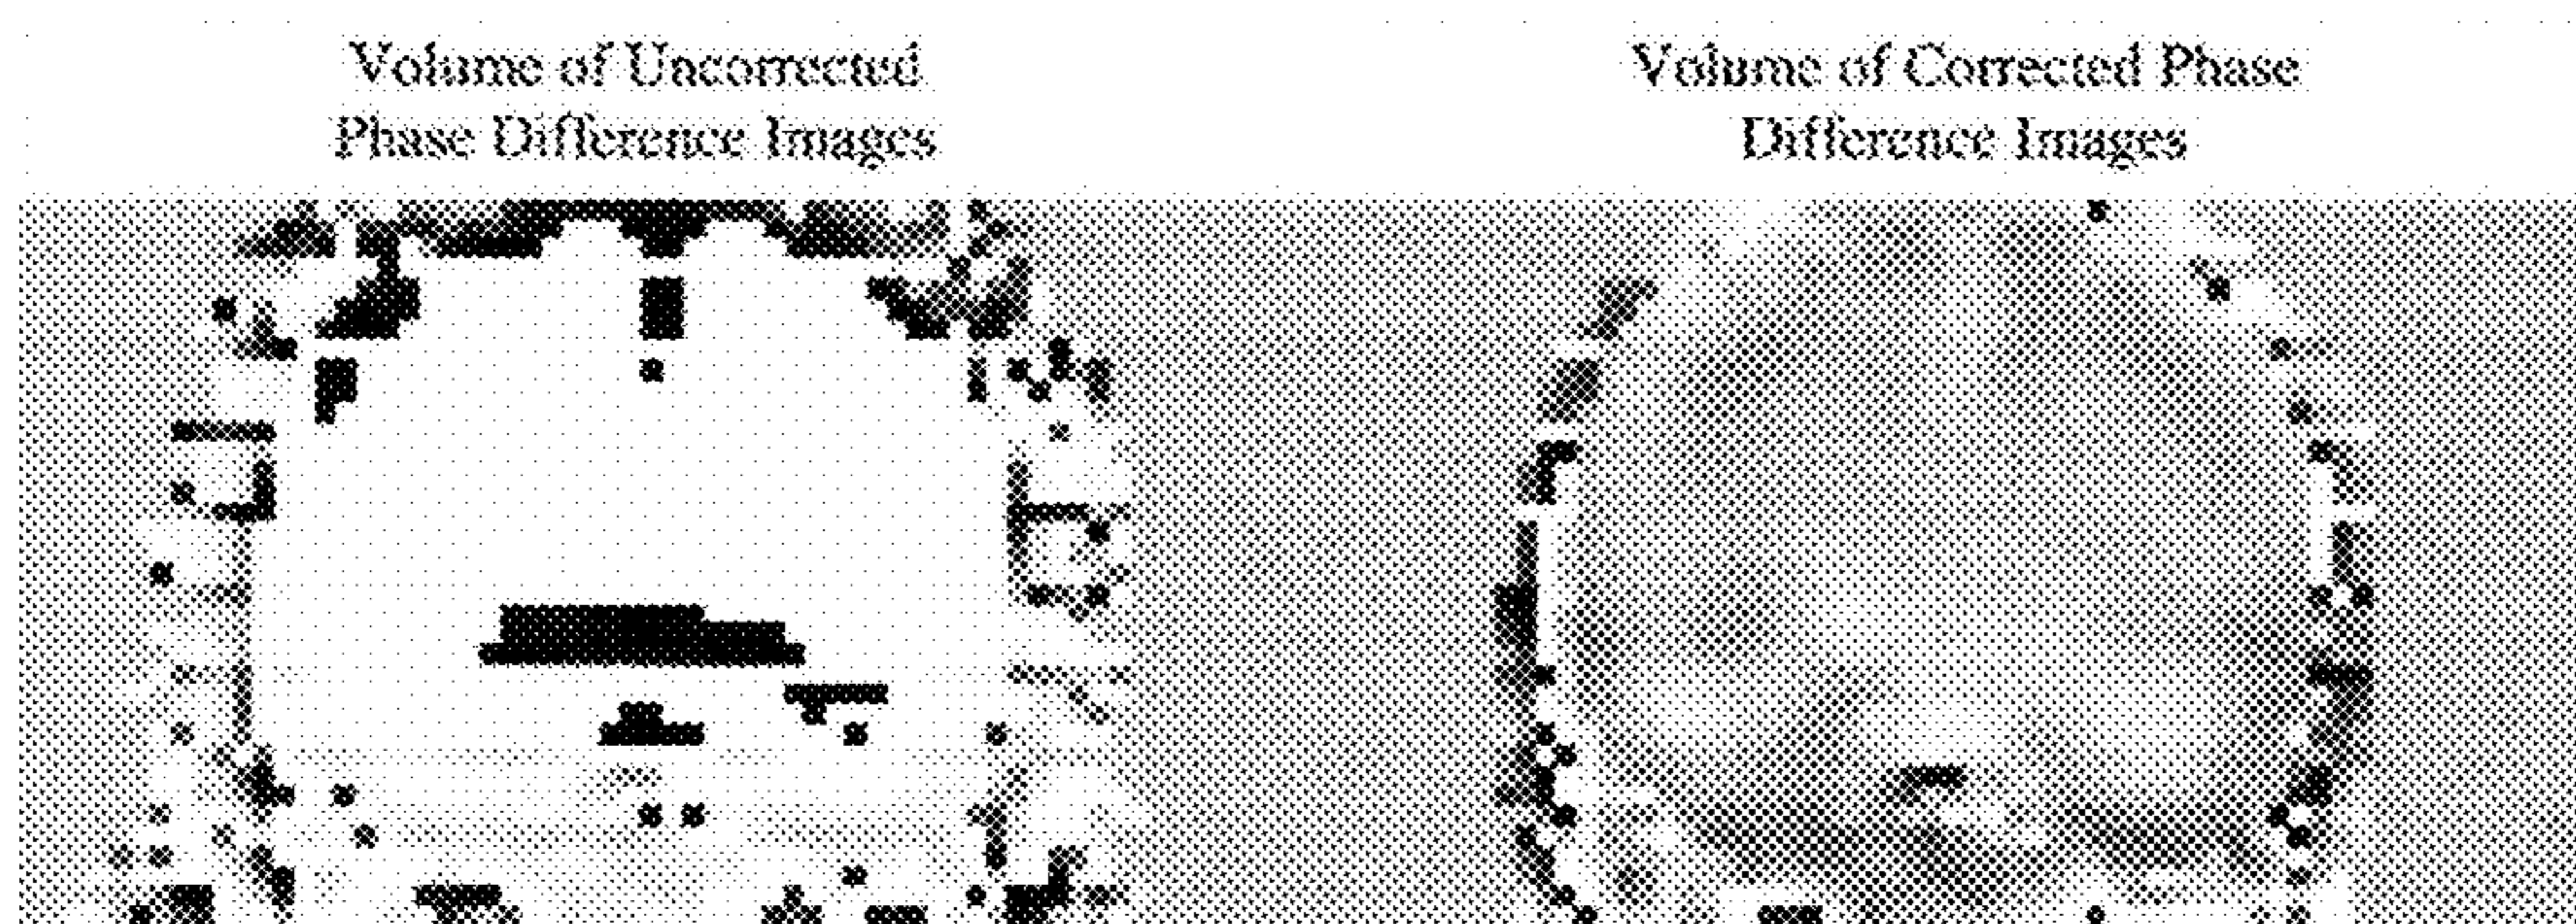 Volume of Uncorrected
Phase Difference Images
Volume of Corrected Phase
Difference Images